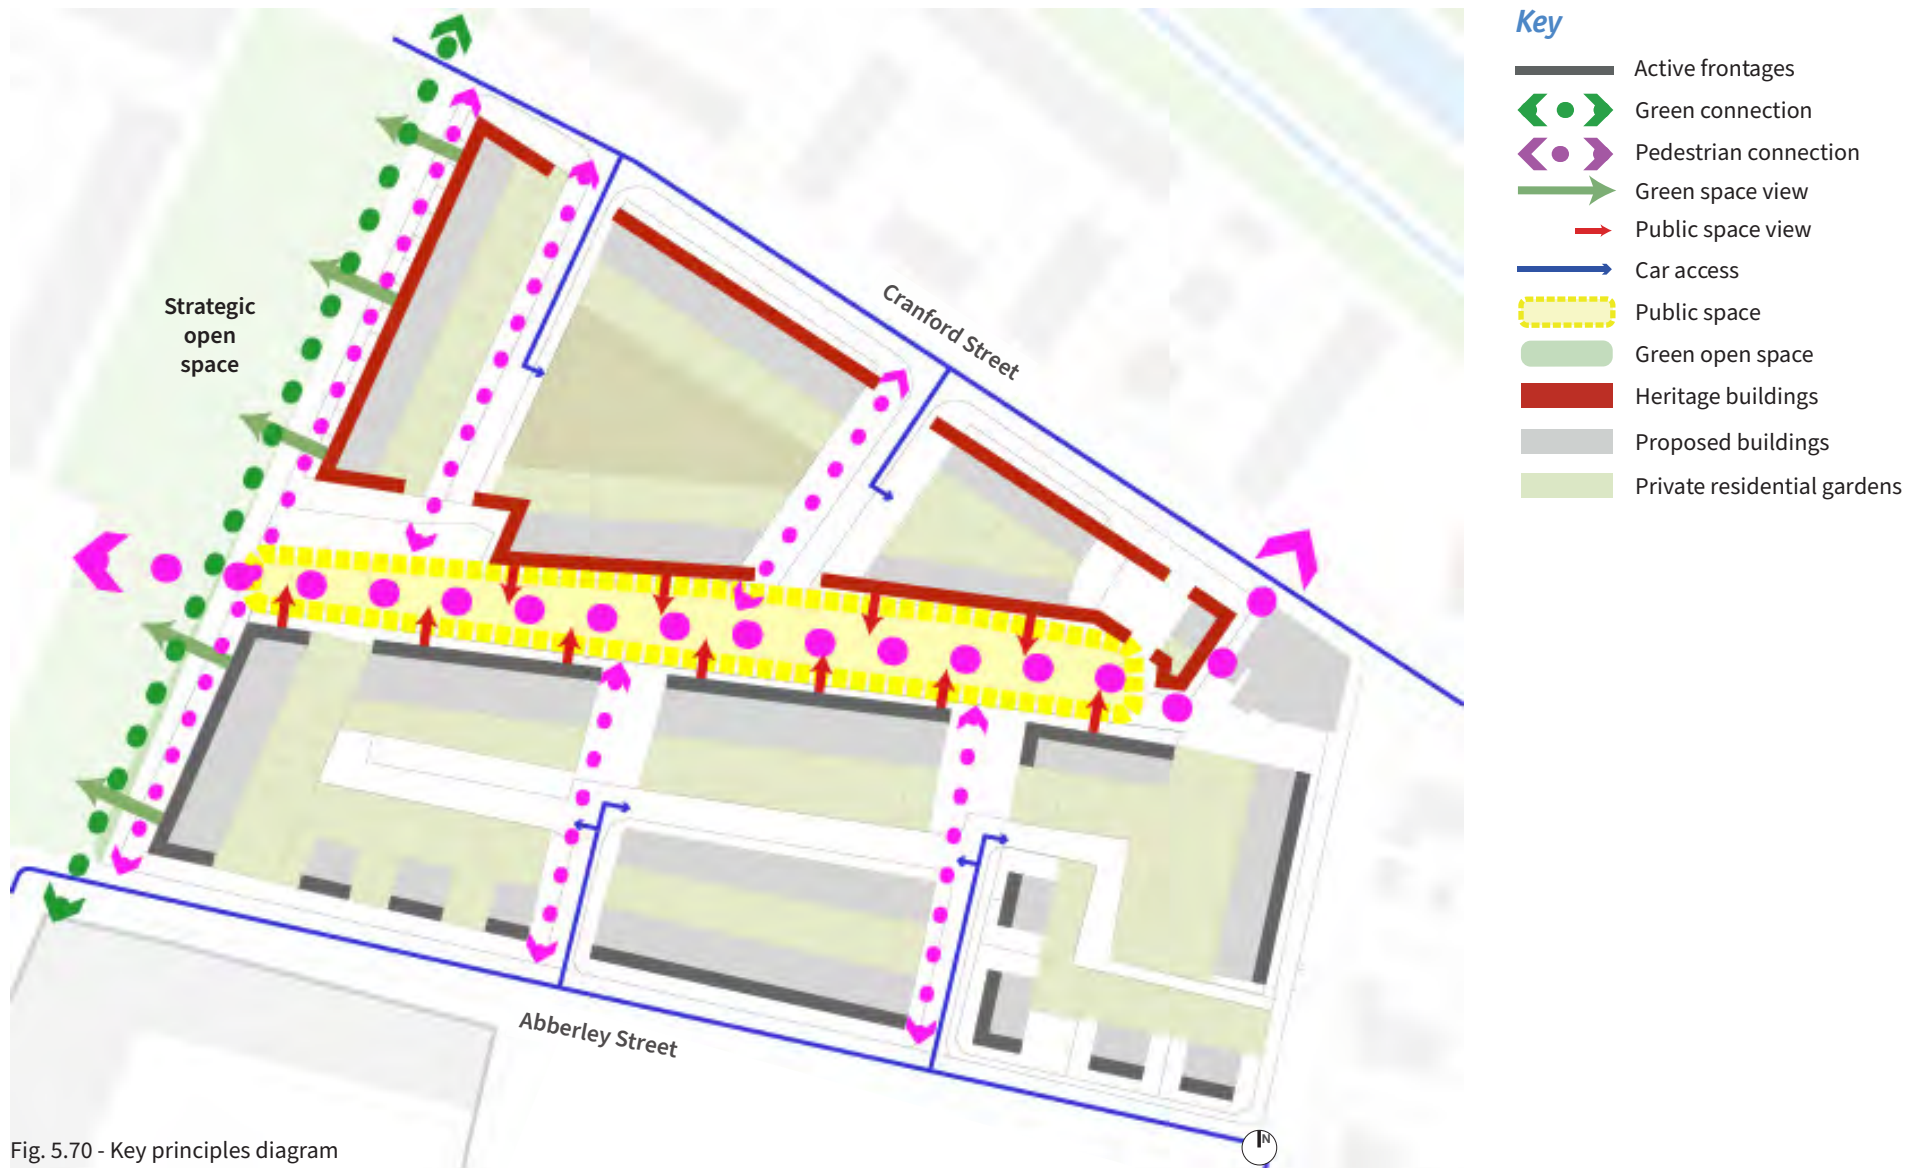 Key
Active frontages
Green connection
Pedestrian connection
Green space view
Public space view
Car access
Public space
Green open space
Heritage buildings
Proposed buildings
Private residential gardens
Strategic
open
space
Cranford Street
Abberley Street
N
Fig. 5.70 - Key principles diagram